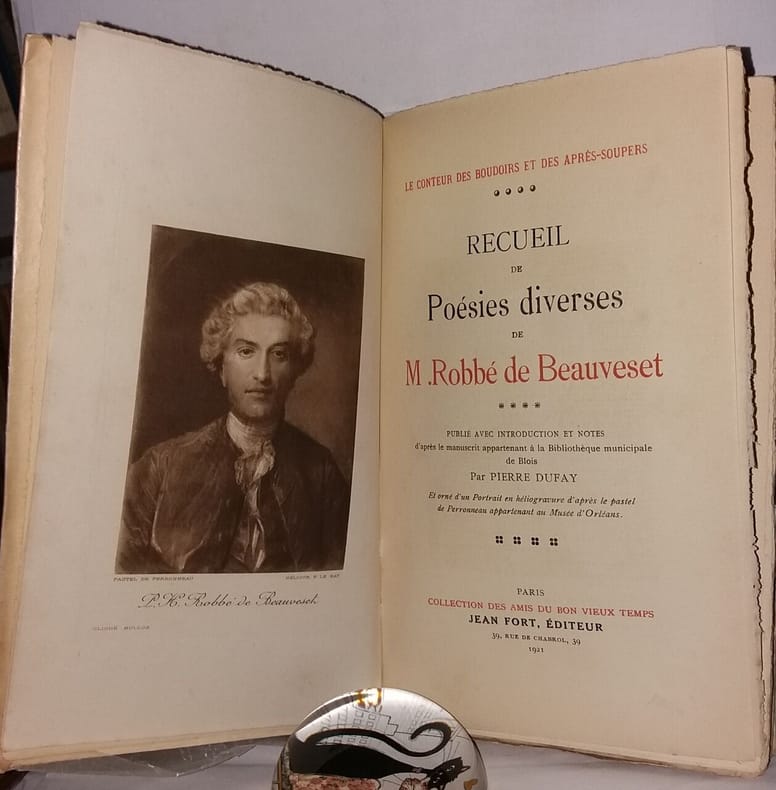 PASTEL DE PERRONNEAU
HÉLIOGR. P. LE RAT
P. H. Robbé de Beauveset
CLICHÉ BULLOZ
LE CONTEUR DES BOUDOIRS ET DES APRÈS-SOUPERS
RECUEIL
DE
Poésies diverses
DE
M .Robbé de Beauveset
PUBLIÉ AVEC INTRODUCTION ET NOTES
d'après le manuscrit appartenant à la Bibliothèque municipale
de Blois
Par PIERRE DUFAY
Et orné d'un Portrait en héliogravure d'après le pastel
de Perronneau appartenant au Musée d'Orléans.
PARIS
COLLECTION DES AMIS DU BON VIEUX TEMPS
JEAN FORT, ÉDITEUR
39, RUE DE CHABROL, 39
1921